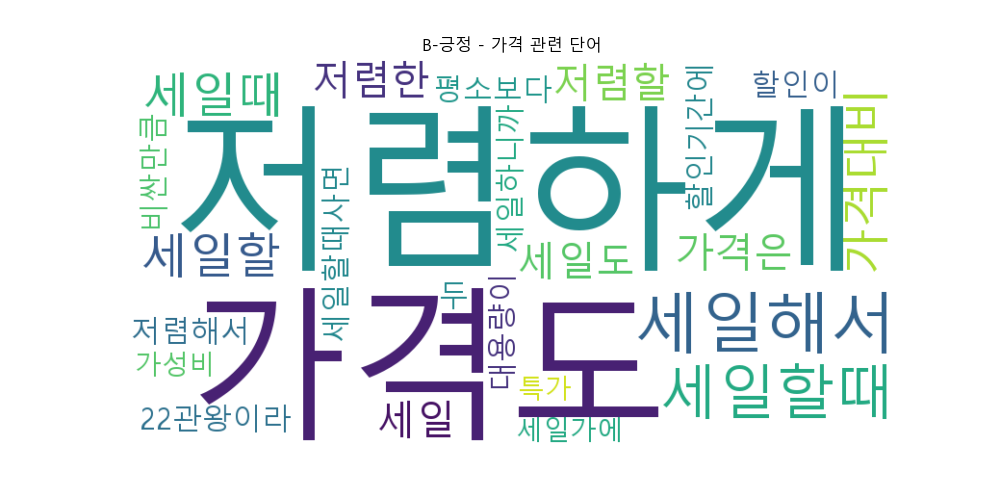 B-긍정 - 가격 관련 단어
세일때
저렴한
평소보다
저렴할
할인기간에
할인이
저렴하게
비싼만큼
세일하니까
가격대비
세일할때사면
세일할
세일도
가격은
가격도
두
대용량이
세일해서
저렴해서
가성비
특가
세일할때
22관왕이라
세일
세일가에